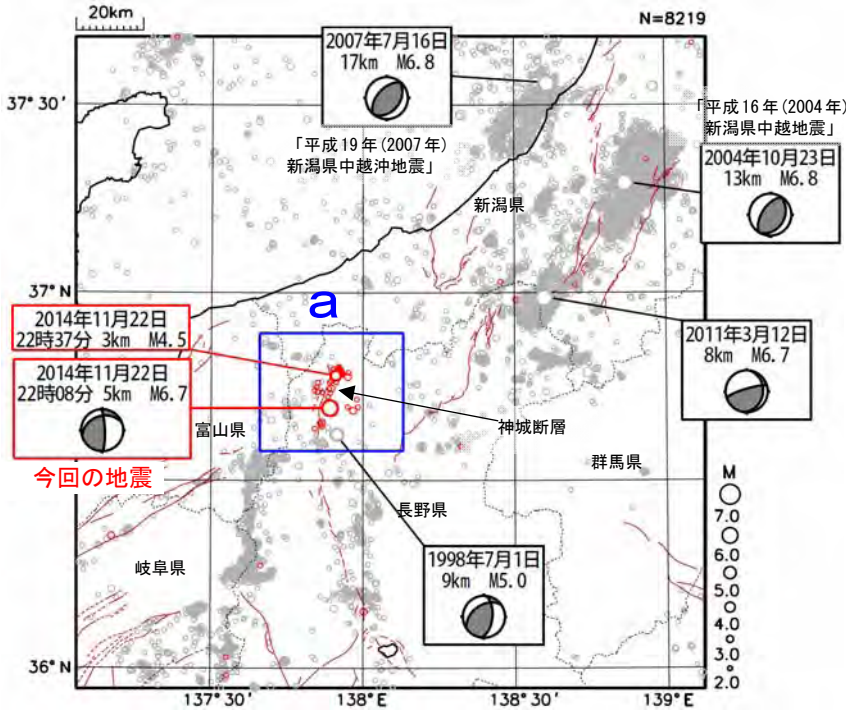 20km
N=8219
2007年7月16日
17km M6.8
「平成19年(2007年)
新潟県中越沖地震」
「平成16年(2004年)
新潟県中越地震」
2004年10月23日
13km M6.8
37°30'
新潟県
37°N
a
2014年11月22日
22時37分 3km M4.5
2014年11月22日
22時08分 5km M6.7
今回の地震
2011年3月12日
8km M6.7
富山県
神城断層
群馬県
長野県
岐阜県
1998年7月1日
9km M5.0
M
7.0
6.0
5.0
4.0
3.0
2.0
36°N
137°30'
138°E
138°30'
139°E